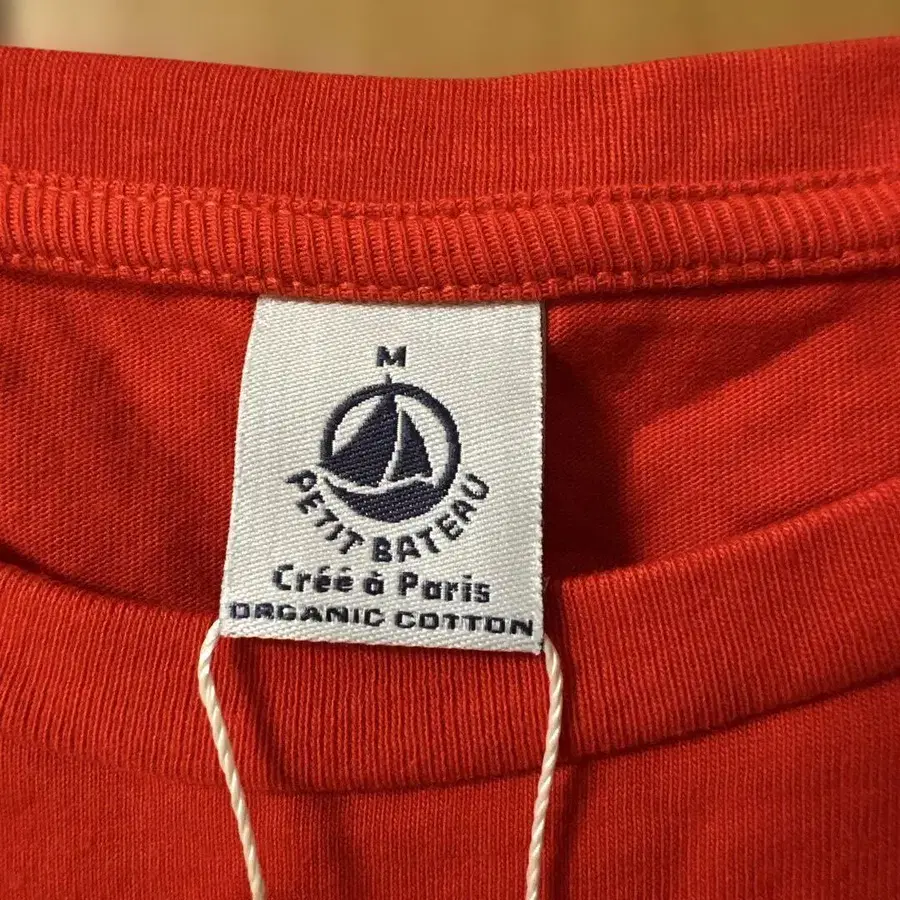 M
PETIT BATEAU
Créé à Paris
ORGANIC COTTON